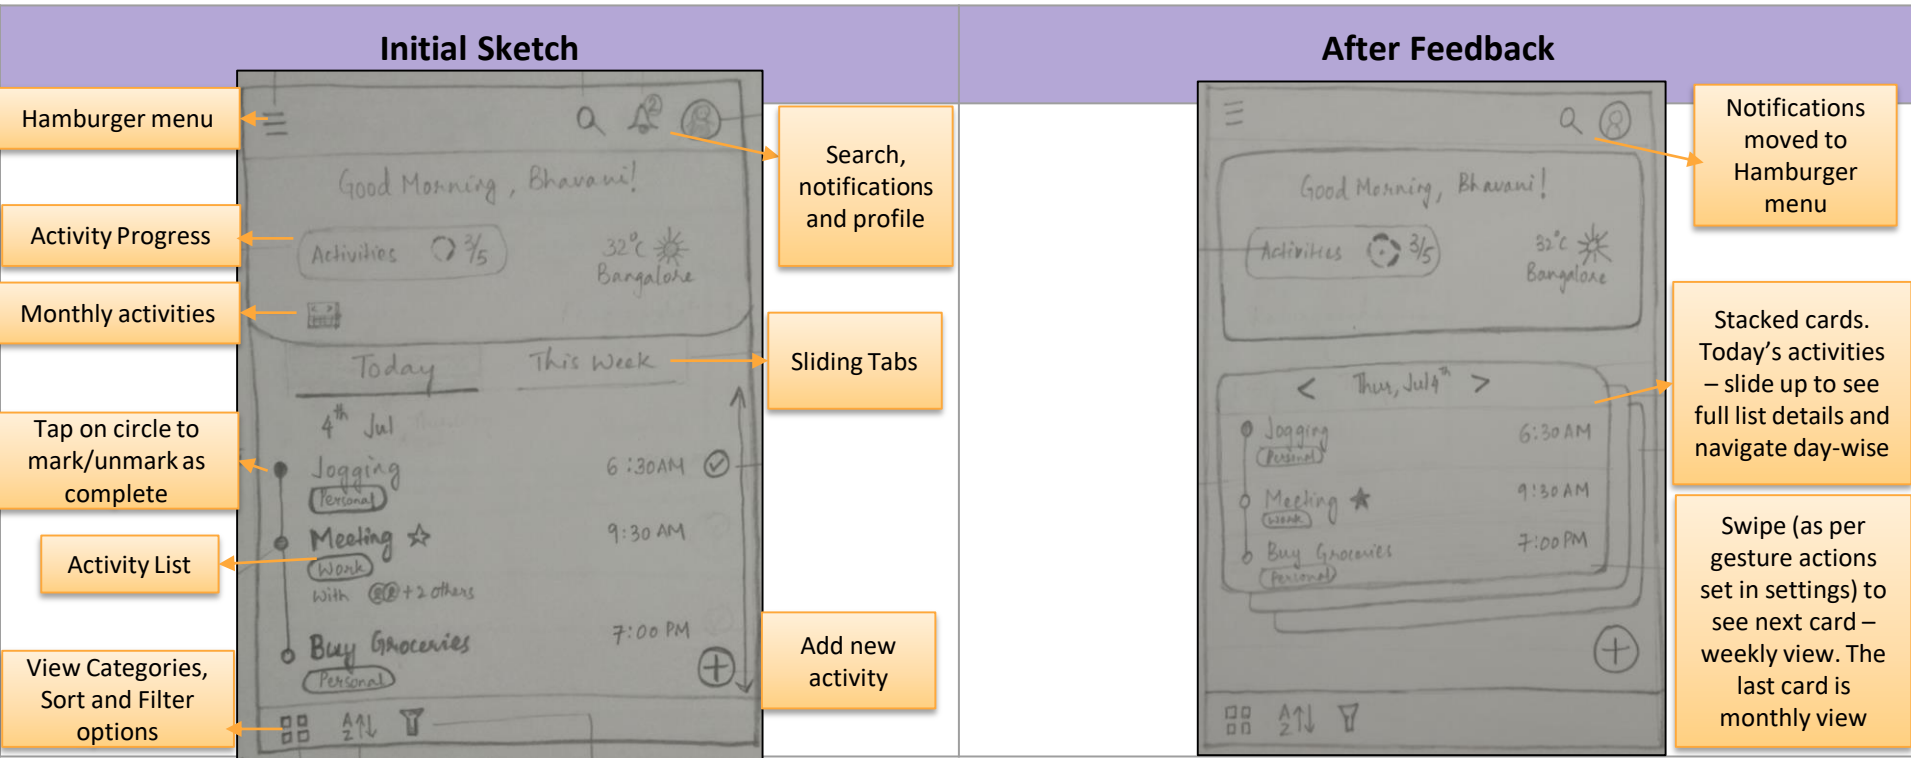 Initial Sketch
Hamburger menu
Activity Progress
Monthly activities
Tap on circle to
mark/unmark as
complete
Activity List
View Categories,
Sort and Filter
options
2
Good Morning, Bhavani!
Activities 3/5
32°C
Bangalore
Today
This Week
4th Jul
Jogging
6:30AM
Personal
Meeting
9:30 AM
Work
with +2 others
Buy Groceries
7:00 PM
Personal
A
Z
Search,
notifications
and profile
Sliding Tabs
Add new
activity
After Feedback
Good Morning, Bhavani!
Activities 3/5
32°C
Bangalore
< Thur, Jul 4th >
Jogging
6:30AM
Personal
Meeting
9:30 AM
Work
Buy Groceries
7:00 PM
Personal
A
Z
Notifications
moved to
Hamburger
menu
Stacked cards.
Today’s activities
– slide up to see
full list details and
navigate day-wise
Swipe (as per
gesture actions
set in settings) to
see next card –
weekly view. The
last card is
monthly view